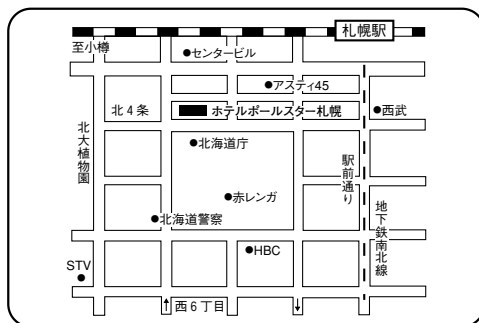 札幌駅
至小樽
●センタービル
●アスティ45
北4条
ホテルポールスター札幌
●西武
北大植物園
●北海道庁
駅前通り
●赤レンガ
地下鉄南北線
●北海道警察
●HBC
STV
●
↑西6丁目
↓